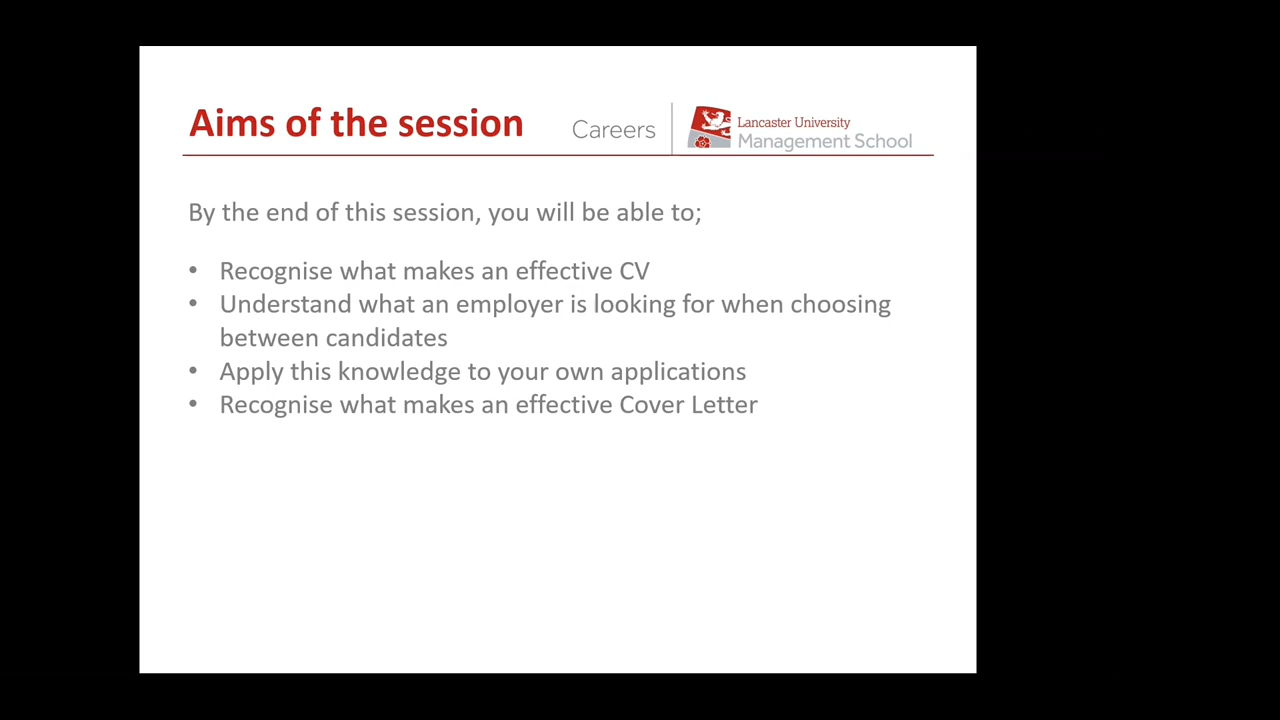 Aims of the session
Careers
Lancaster University
Management School
By the end of this session, you will be able to;
• Recognise what makes an effective CV
• Understand what an employer is looking for when choosing
between candidates
• Apply this knowledge to your own applications
• Recognise what makes an effective Cover Letter